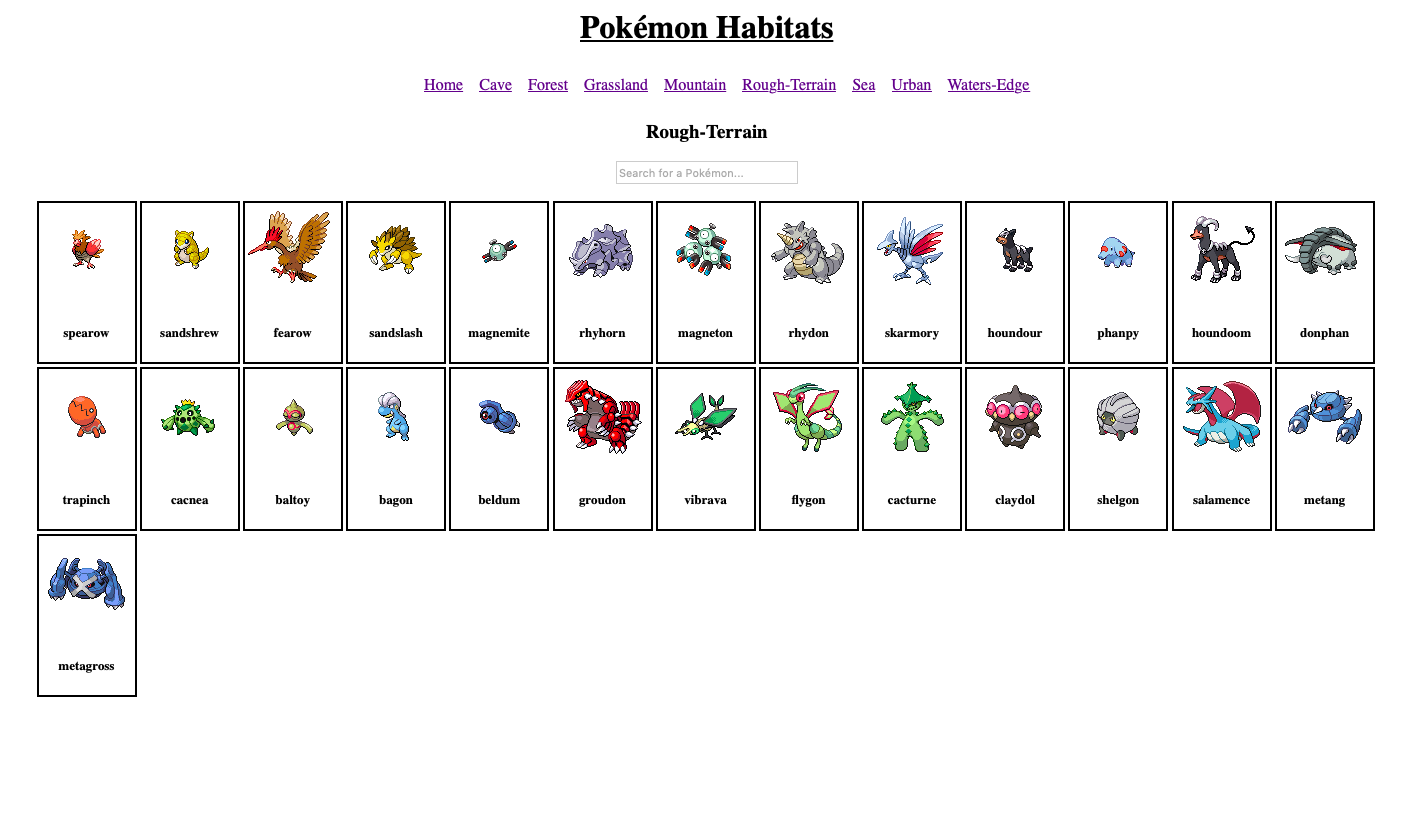 Pokémon Habitats
Home Cave Forest Grassland Mountain Rough-Terrain Sea Urban Waters-Edge
Rough-Terrain
Search for a Pokémon...
spearow sandshrew fearow sandslash magnemite rhyhorn magneton rhydon skarmory houndour phanpy houndoom donphan
trapinch cacnea baltoy bagon beldum groudon vibrava flygon cacturne claydol shelgon salamence metang
metagross